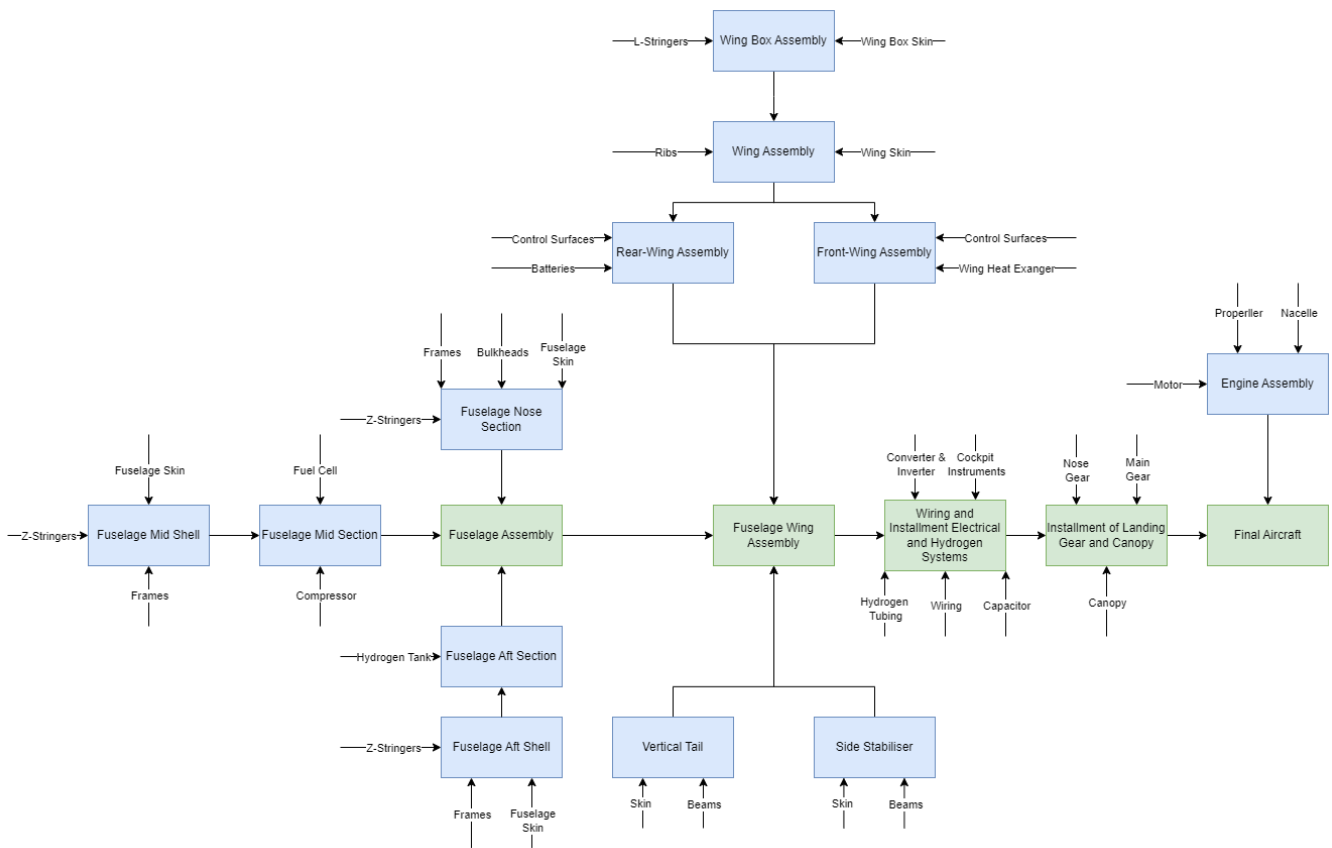 Wing Box Assembly
L-Stringers
Wing Box Skin
Wing Assembly
Ribs
Wing Skin
Rear-Wing Assembly
Front-Wing Assembly
Control Surfaces
Batteries
Control Surfaces
Wing Heat Exanger
Properller
Nacelle
Motor
Engine Assembly
Frames
Bulkheads
Fuselage
Skin
Z-Stringers
Fuselage Nose
Section
Fuselage Skin
Fuel Cell
Converter &
Inverter
Cockpit
Instruments
Nose
Gear
Main
Gear
Z-Stringers
Fuselage Mid Shell
Fuselage Mid Section
Fuselage Assembly
Fuselage Wing
Assembly
Wiring and
Installment Electrical
and Hydrogen
Systems
Installment of Landing
Gear and Canopy
Final Aircraft
Frames
Compressor
Hydrogen
Tubing
Wiring
Capacitor
Canopy
Hydrogen Tank
Fuselage Aft Section
Z-Stringers
Fuselage Aft Shell
Vertical Tail
Side Stabiliser
Frames
Fuselage
Skin
Skin
Beams
Skin
Beams